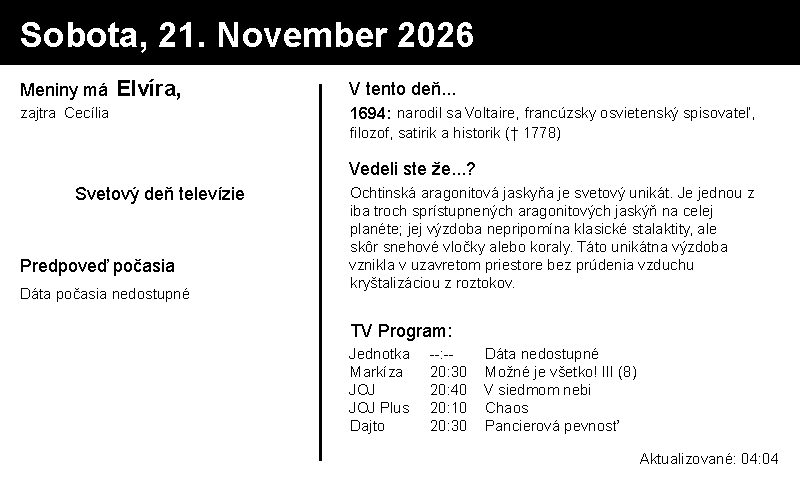 Sobota, 21. November 2026
Meniny má Elvíra,
zajtra Cecília
Svetový deň televízie
Predpoveď počasia
Dáta počasia nedostupné
V tento deň...
1694: narodil sa Voltaire, francúzsky osvietenský spisovateľ,
filozof, satirik a historik († 1778)
Vedeli ste že...?
Ochtinská aragonitová jaskyňa je svetový unikát. Je jednou z
iba troch sprístupnených aragonitových jaskýň na celej
planéte; jej výzdoba nepripomína klasické stalaktity, ale
skôr snehové vločky alebo koraly. Táto unikátna výzdoba
vznikla v uzavretom priestore bez prúdenia vzduchu
kryštalizáciou z roztokov.
TV Program:
Jednotka --:-- Dáta nedostupné
Markíza 20:30 Možné je všetko! III (8)
JOJ 20:40 V siedmom nebi
JOJ Plus 20:10 Chaos
Dajto 20:30 Pancierová pevnosť
Aktualizované: 04:04